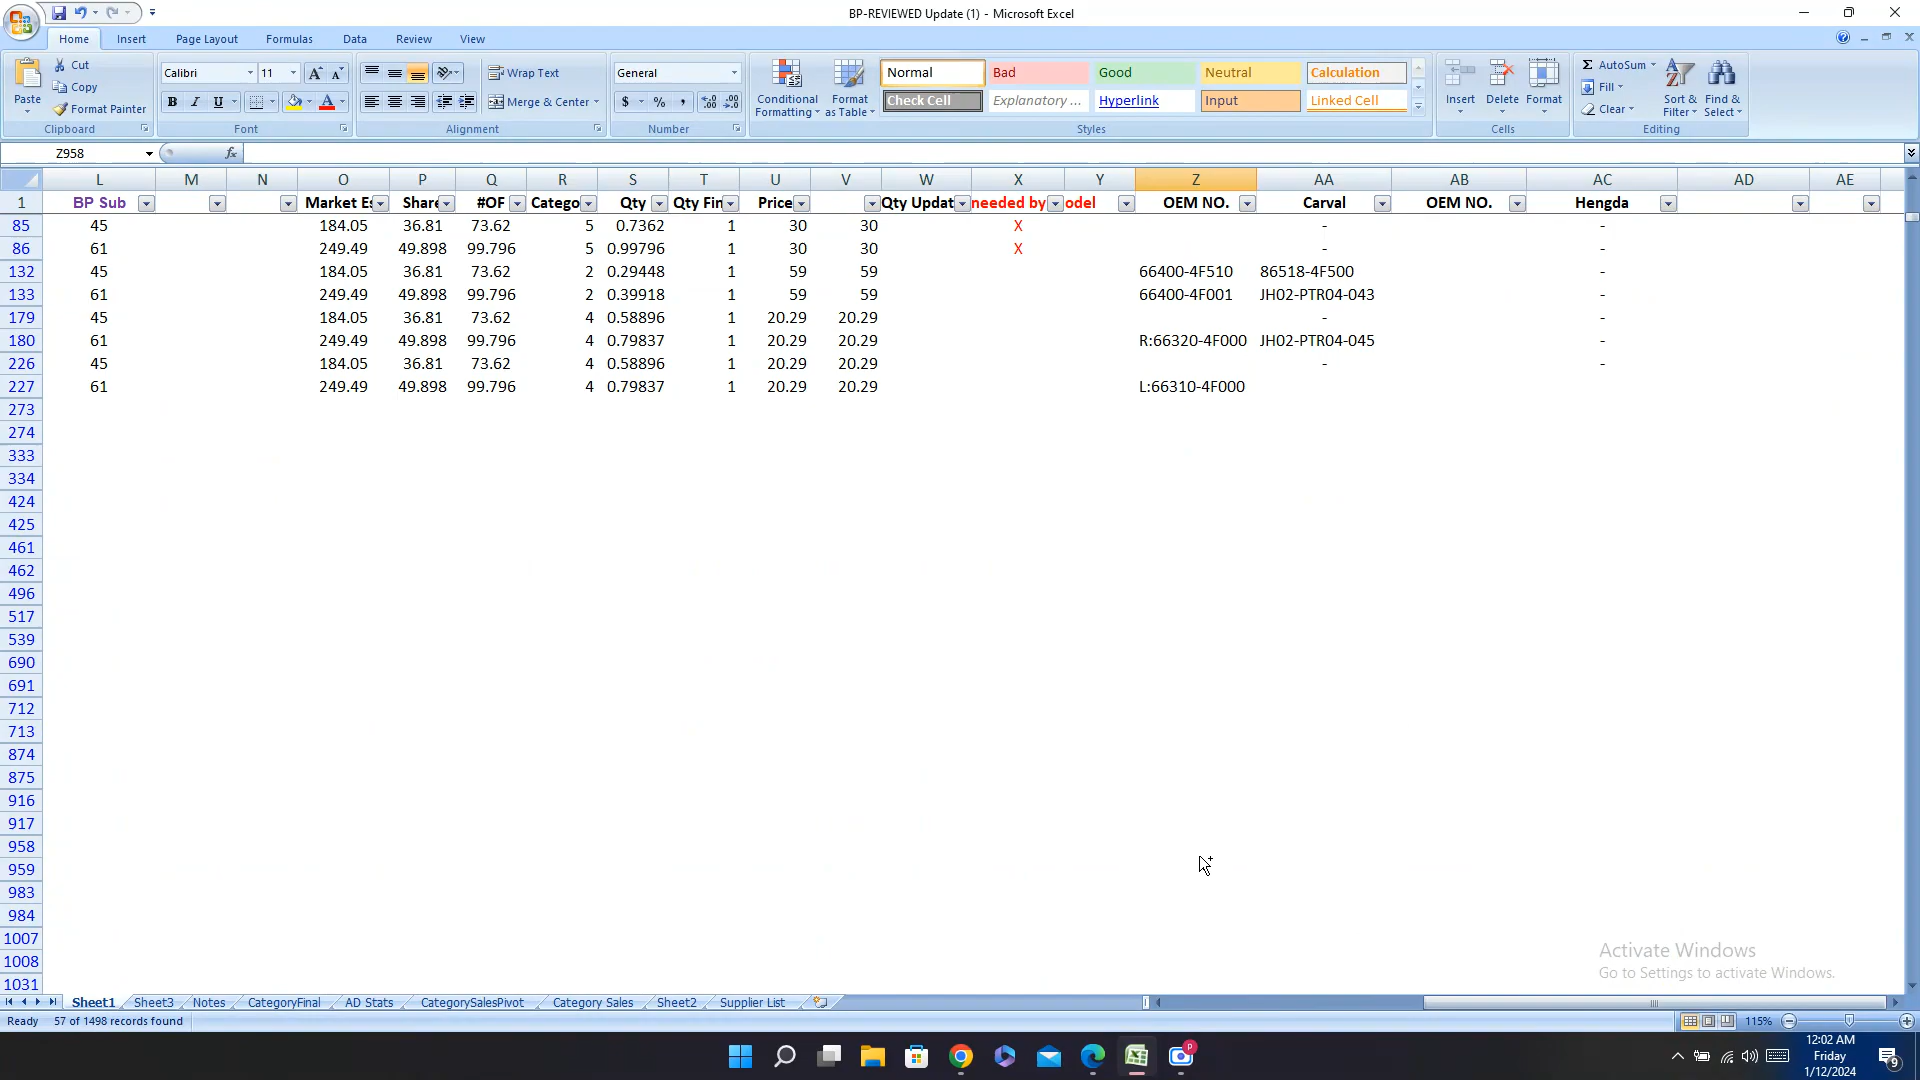 BP-REVIEWED Update (1) - Microsoft Excel
Home Insert Page Layout Formulas Data Review View
Paste
Cut
Copy
Format Painter
Clipboard
Calibri 11
B I U
Font
Wrap Text
Merge & Center
Alignment
General
$ % ,
Number
Conditional Formatting
Format as Table
Normal Bad Good Neutral Calculation
Check Cell Explanatory ... Hyperlink Input Linked Cell
Styles
Insert Delete Format
Cells
AutoSum
Fill
Clear
Sort & Filter
Find & Select
Editing
Z958
L M N O P Q R S T U V W X Y Z AA AB AC AD AE
1 BP Sub Market Es Share #OF Catego Qty Qty Fin Price Qty Updat needed by odel OEM NO. Carval OEM NO. Hengda
85 45 184.05 36.81 73.62 5 0.7362 1 30 30 X - -
86 61 249.49 49.898 99.796 5 0.99796 1 30 30 X - -
132 45 184.05 36.81 73.62 2 0.29448 1 59 59 66400-4F510 86518-4F500 -
133 61 249.49 49.898 99.796 2 0.39918 1 59 59 66400-4F001 JH02-PTR04-043 -
179 45 184.05 36.81 73.62 4 0.58896 1 20.29 20.29 - -
180 61 249.49 49.898 99.796 4 0.79837 1 20.29 20.29 R:66320-4F000 JH02-PTR04-045 -
226 45 184.05 36.81 73.62 4 0.58896 1 20.29 20.29 - -
227 61 249.49 49.898 99.796 4 0.79837 1 20.29 20.29 L:66310-4F000
273
274
333
334
424
425
461
462
496
517
539
690
691
712
713
874
875
916
917
958
959
983
984
1007
1008
1031
Activate Windows
Go to Settings to activate Windows.
Sheet1 Sheet3 Notes CategoryFinal AD Stats CategorySalesPivot Category Sales Sheet2 Supplier List
Ready 57 of 1498 records found 115%
12:02 AM
Friday
1/12/2024
9